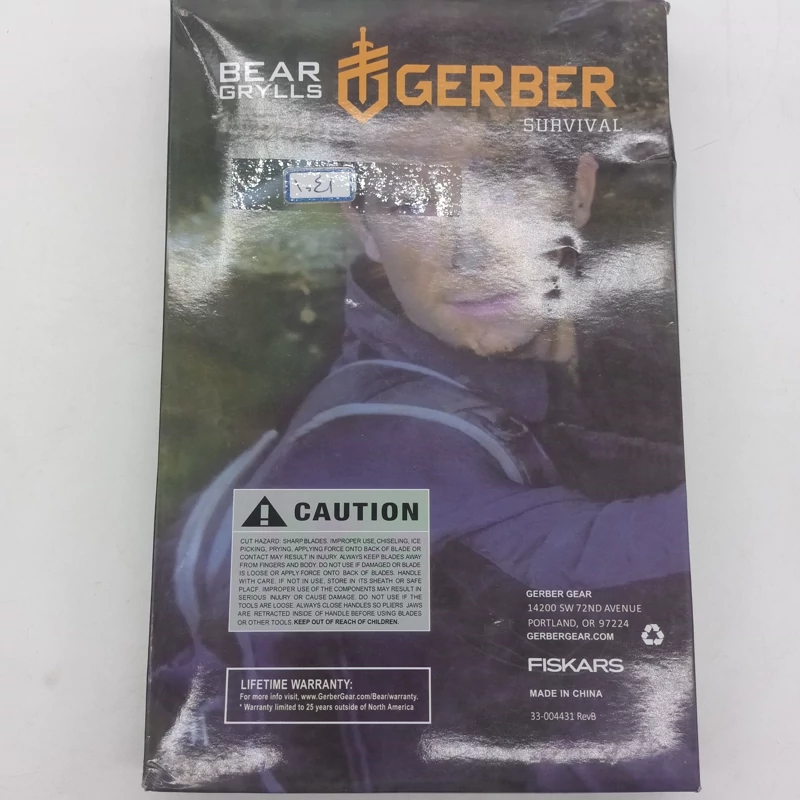 BEAR
GRYLLS
GERBER
SURVIVAL
CAUTION
CUT HAZARD: SHARP BLADES. IMPROPER USE, CHISELING, ICE
PICKING, PRYING, APPLYING FORCE ONTO BACK OF BLADE OR
CONTACT MAY RESULT IN INJURY. ALWAYS KEEP BLADES AWAY
FROM FINGERS AND BODY. DO NOT USE IF DAMAGED OR BLADE
IS LOOSE OR APPLY FORCE ONTO BACK OF BLADES. HANDLE
WITH CARE. IF NOT IN USE, STORE IN ITS SHEATH OR SAFE
PLACF. IMPROPER USE OF THE COMPONENTS MAY RESULT IN
SERIOUS INJURY OR CAUSE DAMAGE. DO NOT USE IF THE
TOOLS ARE LOOSE. ALWAYS CLOSE HANDLES SO PLIERS JAWS
ARE RETRACTED INSIDE OF HANDLE BEFORE USING BLADES
OR OTHER TOOLS. KEEP OUT OF REACH OF CHILDREN.
LIFETIME WARRANTY:
For more info visit, www.GerberGear.com/Bear/warranty.
* Warranty limited to 25 years outside of North America
GERBER GEAR
14200 SW 72ND AVENUE
PORTLAND, OR 97224
GERBERGEAR.COM
FISKARS
MADE IN CHINA
33-004431 RevB